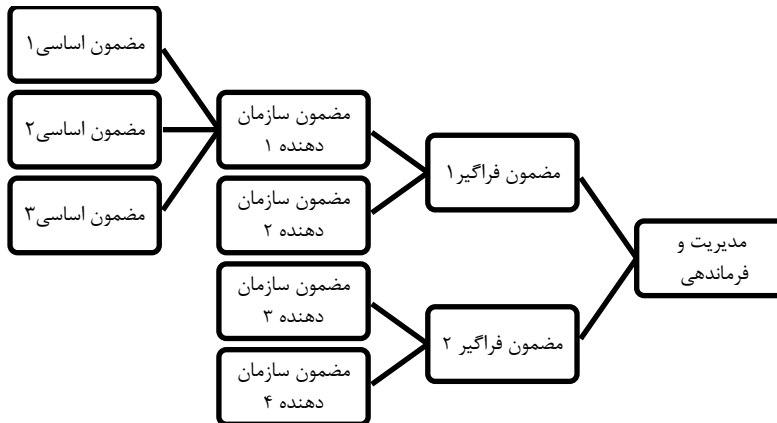 مضمون اساسی۱
مضمون اساسی۲
مضمون اساسی۳
مضمون سازمان
دهنده ۱
مضمون سازمان
دهنده ۲
مضمون سازمان
دهنده ۳
مضمون سازمان
دهنده ۴
مضمون فراگیر۱
مضمون فراگیر ۲
مدیریت و
فرماندهی